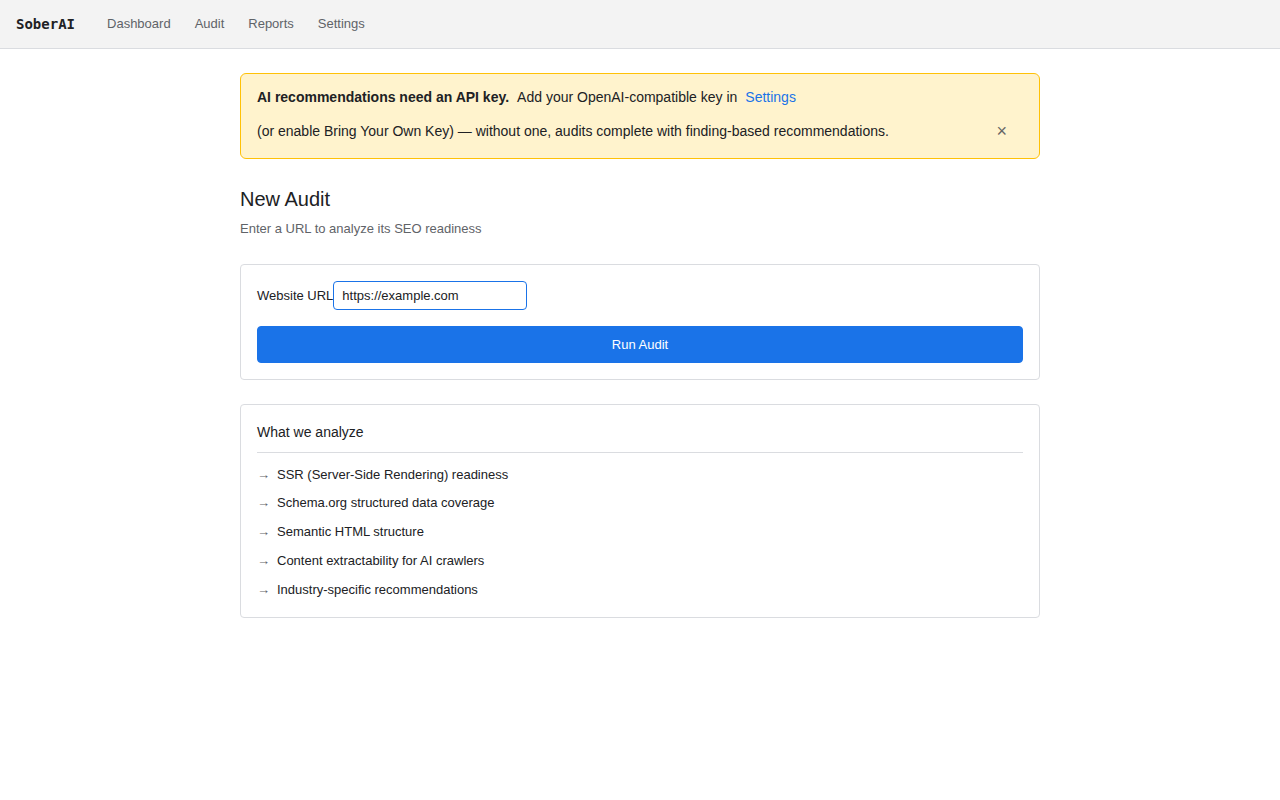 SoberAI Dashboard Audit Reports Settings
AI recommendations need an API key. Add your OpenAI-compatible key in Settings
(or enable Bring Your Own Key) — without one, audits complete with finding-based recommendations. ×
New Audit
Enter a URL to analyze its SEO readiness
Website URL https://example.com
Run Audit
What we analyze
→ SSR (Server-Side Rendering) readiness
→ Schema.org structured data coverage
→ Semantic HTML structure
→ Content extractability for AI crawlers
→ Industry-specific recommendations